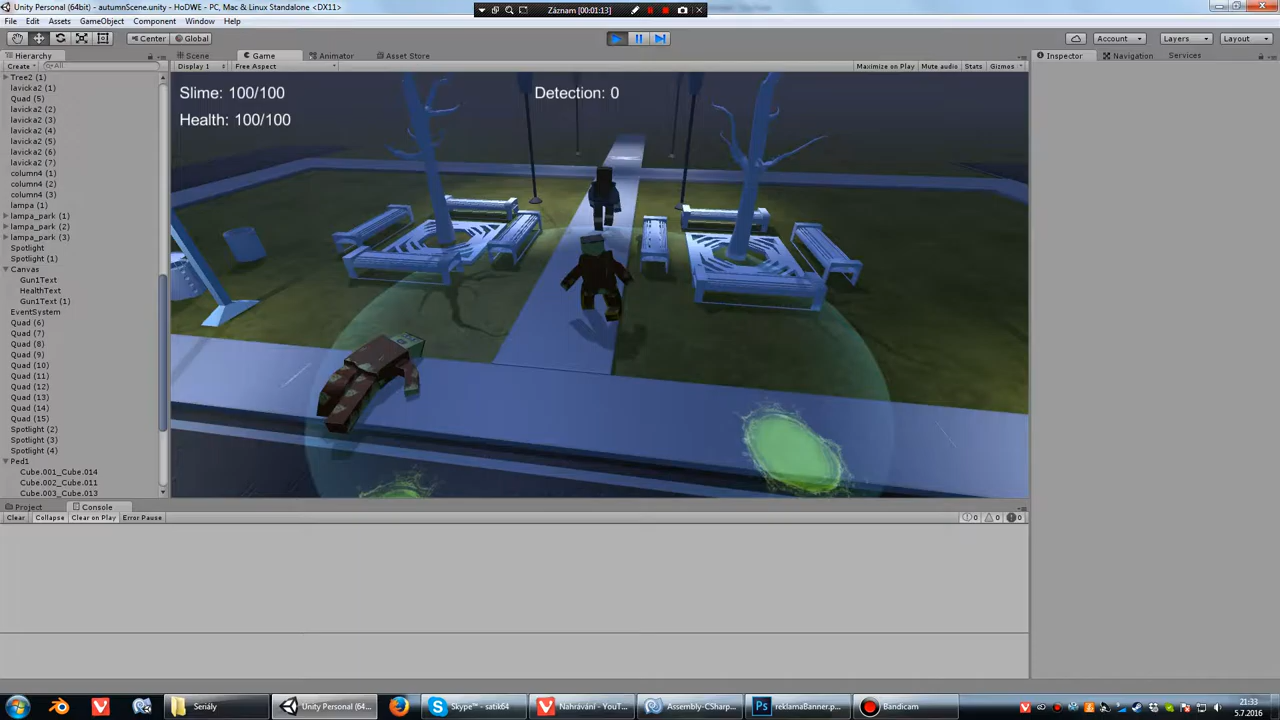 Unity Personal (64bit) - autumnScene.unity - HoDWE - PC, Mac & Linux Standalone <DX11>
Záznam [00:01:13]
File Edit Assets GameObject Component Window Help
Center Global
Account Layers Layout
Hierarchy
Scene Game Animator Asset Store
Inspector Navigation Services
Create All
Display 1 Free Aspect
Maximize on Play Mute audio Stats Gizmos
Tree2 (1)
lavicka2 (1)
Quad (5)
lavicka2 (2)
lavicka2 (3)
lavicka2 (4)
lavicka2 (5)
lavicka2 (6)
lavicka2 (7)
column4 (1)
column4 (2)
column4 (3)
lampa (1)
lampa_park (1)
lampa_park (2)
lampa_park (3)
Spotlight
Spotlight (1)
Canvas
Gun1Text
HealthText
Gun1Text (1)
EventSystem
Quad (6)
Quad (7)
Quad (8)
Quad (9)
Quad (10)
Quad (11)
Quad (12)
Quad (13)
Quad (14)
Quad (15)
Spotlight (2)
Spotlight (3)
Spotlight (4)
Ped1
Cube.001_Cube.014
Cube.002_Cube.011
Cube.003_Cube.013
Slime: 100/100
Health: 100/100
Detection: 0
Project Console
Clear Collapse Clear on Play Error Pause
0 0 0
Seriály
Unity Personal (64...
Skype™ - satik64
Nahrávání - YouT...
Assembly-CSharp...
reklamaBanner.p...
Bandicam
21:33
5.7.2016